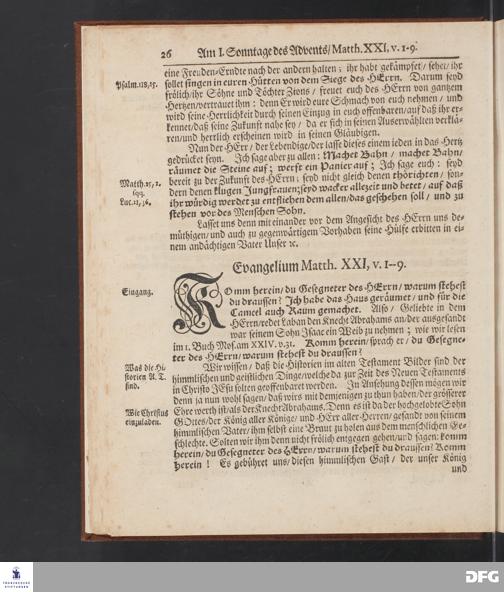 26 Am I. Sonntage des Advents/ Matth. XXI, v. 1-9.
eine Freuden-Erndte nach der andern halten; ihr habt gekämpfet/ sehet/ ihr
Psalm. 118, 15.
sollet singen in euren Hütten von dem Siege des HErrn. Darum seyd
frölich/ ihr Söhne und Töchter Zions/ freuet euch des HErrn von gantzem
Hertzen/ vertrauet ihm: denn Er wird eure Schmach von euch nehmen/ und
wird seine Herrlichkeit durch seinen Einzug in euch offenbaren/ auf daß ihr er-
kennet/ daß seine Zukunft nahe sey/ da er sich in seinen Auserwählten verklä-
ren/ und herrlich erscheinen wird in seinen Gläubigen.
Nun der HErr/ der Lebendige/ der lasse dieses einem ieden in das Hertz
gedrücket seyn. Ich sage aber zu allen: Machet Bahn/ machet Bahn/
räumet die Steine auf; werft ein Panier auf; Ich sage euch: seyd
bereit zu der Zukunft des HErrn; seyd nicht gleich denen thörichten/ son-
Matth. 25, 2.
sqq.
Luc. 21, 36.
dern denen klugen Jungfrauen; seyd wacker allezeit und betet/ auf daß
ihr würdig werdet zu entfliehen dem allen/ das geschehen soll/ und zu
stehen vor des Menschen Sohn.
Lasset uns denn mit einander vor dem Angesicht des HErrn uns de-
müthigen/ und auch zu gegenwärtigem Vorhaben seine Hülfe erbitten in ei-
nem andächtigen Vater Unser ꝛc.
Evangelium Matth. XXI, v. 1--9.
Eingang.
Komm herein/ du Gesegneter des HErrn/ warum stehest
du draussen? Ich habe das Haus geräumet/ und für die
Cameel auch Raum gemachet. Also/ Geliebte in dem
HErrn/ redet Laban den Knecht Abrahams an/ der ausgesandt
war seinem Sohn Isaac ein Weib zu nehmen; wie wir lesen
im 1. Buch Mos. am XXIV. v. 31. Komm herein/ sprach er/ du Gesegne-
ter des HErrn/ warum stehest du draussen?
Was die Hi-
storien A. T.
sind.
Wir wissen/ daß die Historien im alten Testament Bilder sind der
himmlischen und geistlichen Dinge/ welche da zur Zeit des Neuen Testaments
in Christo JEsu solten geoffenbaret werden. In Ansehung dessen mögen wir
denn ja nun wohl sagen/ daß wirs mit demjenigen zu thun haben/ der grösserer
Wie Christus
einzuladen.
Ehre werth ist/ als der Knecht Abrahams. Denn es ist da der hochgelobte Sohn
GOttes/ der König aller Könige/ und HErr aller Herren/ gesandt von seinem
himmlischen Vater/ ihm selbst eine Braut zu holen aus dem menschlichen Ge-
schlechte. Solten wir ihm denn nicht frölich entgegen gehen/ und sagen: komm
herein/ du Gesegneter des HErrn/ warum stehest du draussen? Komm
herein! Es gebühret uns/ diesen himmlischen Gast/ der unser König
und
FRANCKESCHE
STIFTUNGEN
DFG